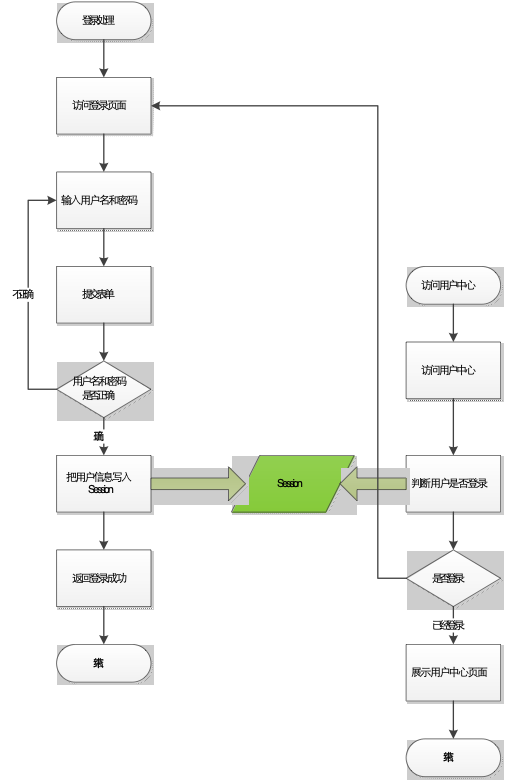 登录处理
访问登录页面
输入用户名和密码
提交表单
不正确
用户名和密码
是否正确
正确
把用户信息写入
Session
返回登录成功
结束
Session
访问用户中心
访问用户中心
判断用户是否登录
是否登录
已经登录
展示用户中心页面
结束